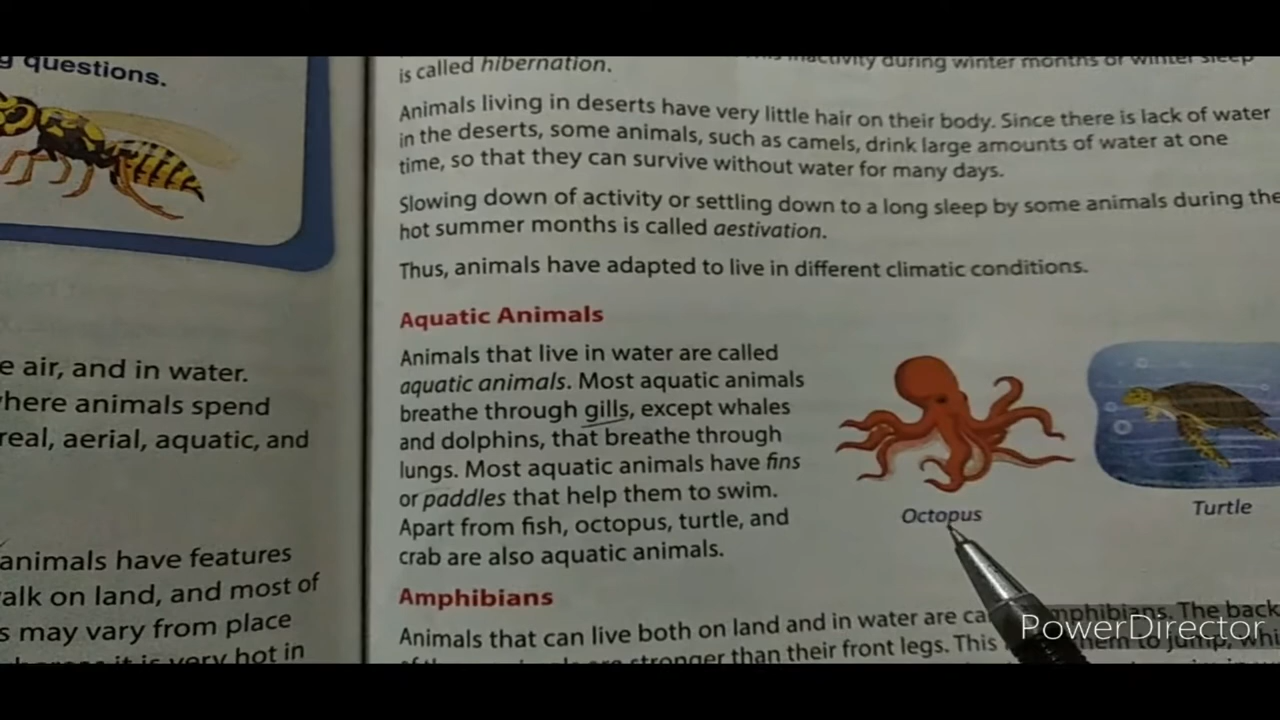 g questions.
e air, and in water.
where animals spend
real, aerial, aquatic, and
animals have features
walk on land, and most of
s may vary from place
it is very hot in
inactivity during winter months or winter sleep
is called hibernation.
Animals living in deserts have very little hair on their body. Since there is lack of water
in the deserts, some animals, such as camels, drink large amounts of water at one
time, so that they can survive without water for many days.
Slowing down of activity or settling down to a long sleep by some animals during the
hot summer months is called aestivation.
Thus, animals have adapted to live in different climatic conditions.
Aquatic Animals
Animals that live in water are called
aquatic animals. Most aquatic animals
breathe through gills, except whales
and dolphins, that breathe through
lungs. Most aquatic animals have fins
or paddles that help them to swim.
Apart from fish, octopus, turtle, and
crab are also aquatic animals.
Octopus
Turtle
Amphibians
Animals that can live both on land and in water are ca mphibians. The back
stronger than their front legs. This them to jump, whi
PowerDirector